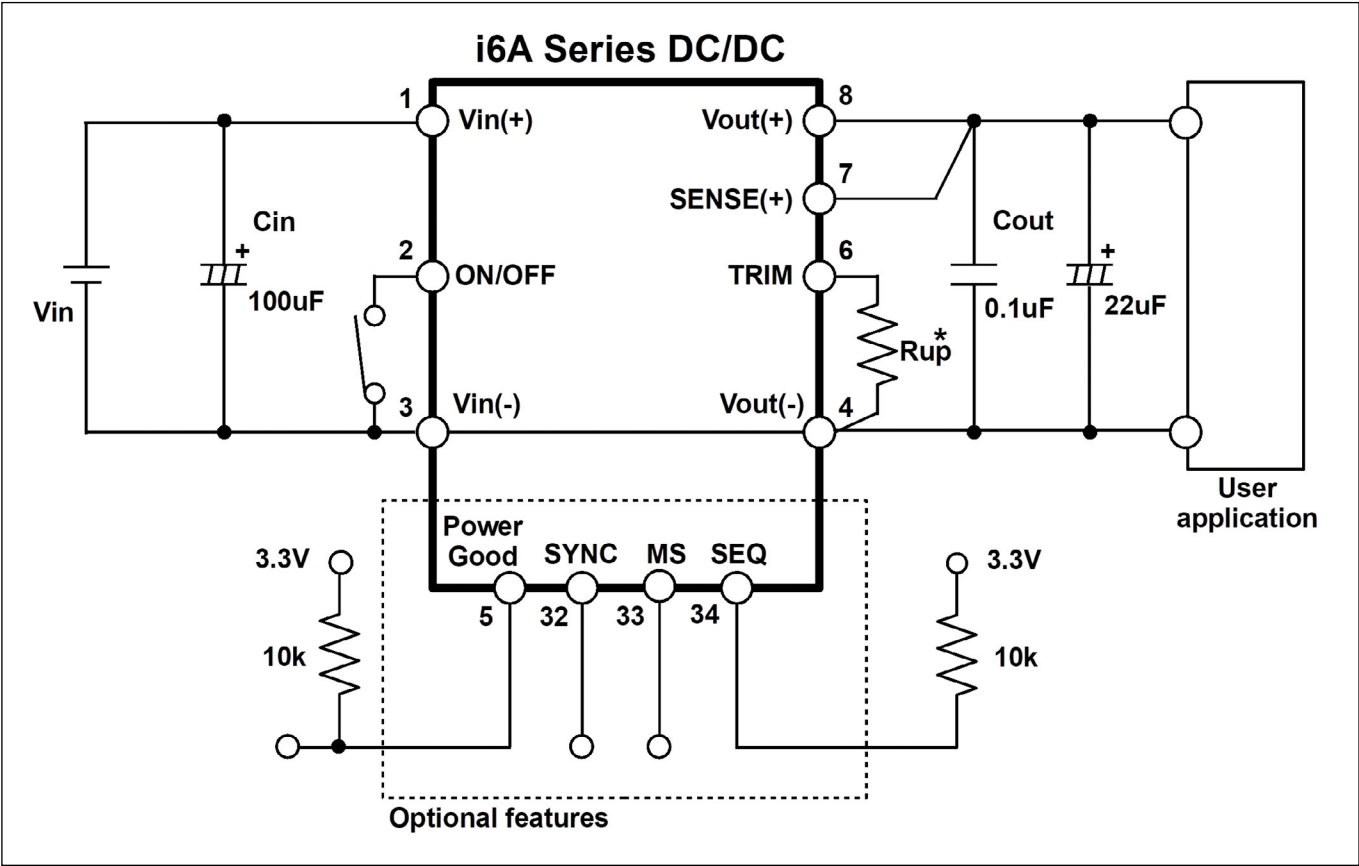 i6A Series DC/DC
1
Vin(+)
Vout(+)
8
7
SENSE(+)
Cin
+
100uF
Vin
2
ON/OFF
TRIM
6
Rup*
Cout
0.1uF
+
22uF
3
Vin(-)
Vout(-)
4
User
application
Power
Good
SYNC
MS
SEQ
5
32
33
34
3.3V
10k
3.3V
10k
Optional features